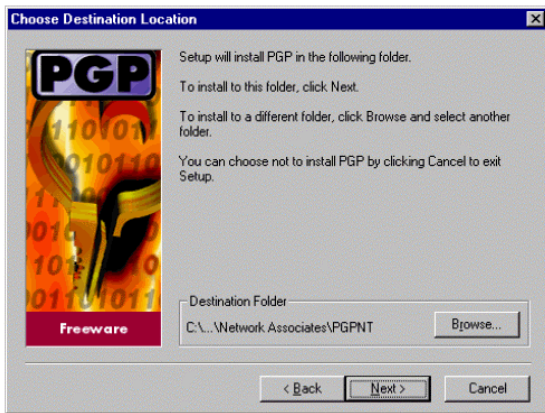 Choose Destination Location
PGP
Setup will install PGP in the following folder.
To install to this folder, click Next.
To install to a different folder, click Browse and select another
folder.
You can choose not to install PGP by clicking Cancel to exit
Setup.
Freeware
Destination Folder
C:\...\Network Associates\PGPNT
Browse...
< Back
Next >
Cancel